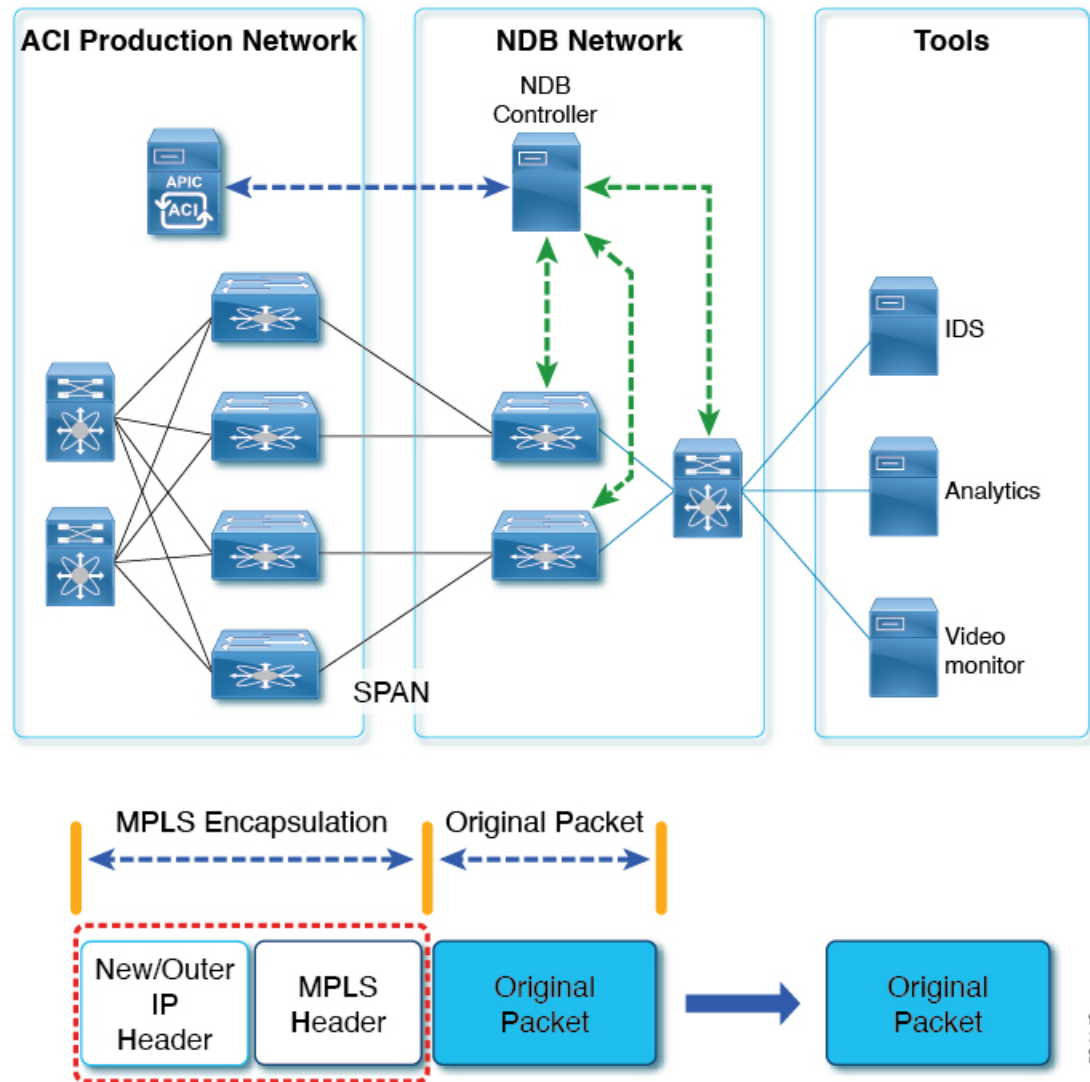 ACI Production Network
NDB Network
Tools
NDB
Controller
APIC
ACI
IDS
Analytics
Video
monitor
SPAN
MPLS Encapsulation
Original Packet
New/Outer
IP
Header
MPLS
Header
Original
Packet
Original
Packet